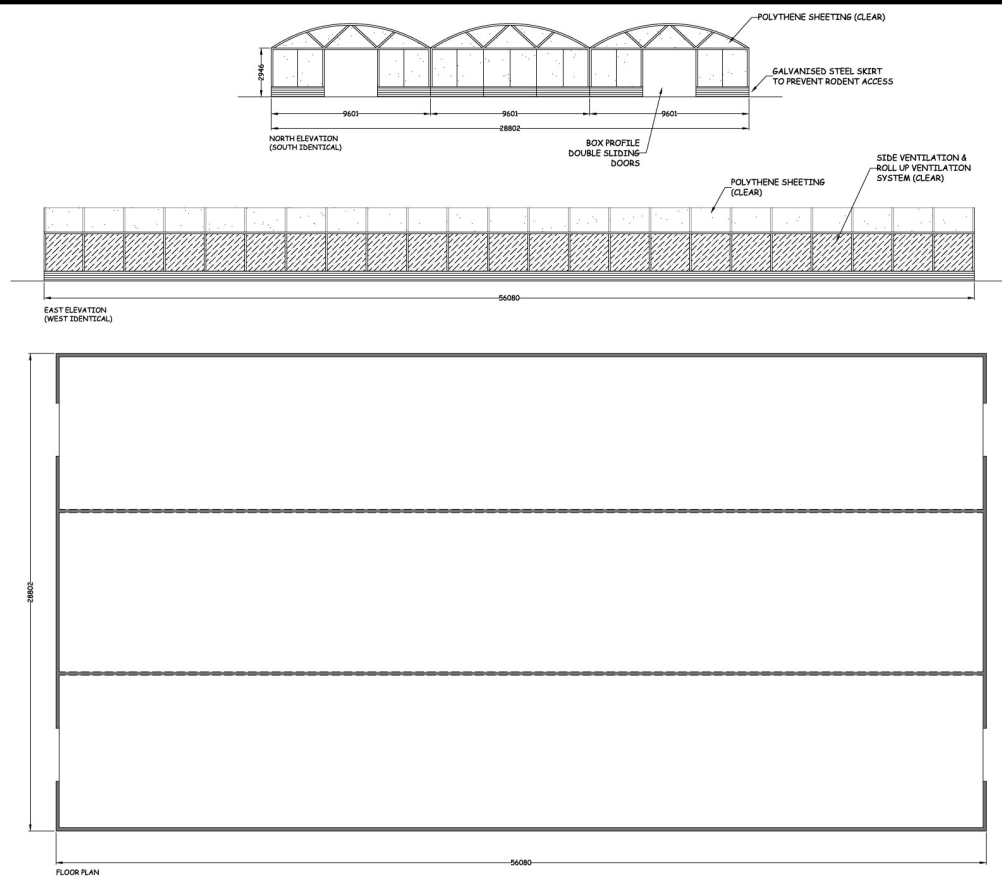 POLYTHENE SHEETING (CLEAR)
2946
GALVANISED STEEL SKIRT
TO PREVENT RODENT ACCESS
9601
9601
9601
28802
NORTH ELEVATION
(SOUTH IDENTICAL)
BOX PROFILE
DOUBLE SLIDING
DOORS
SIDE VENTILATION &
ROLL UP VENTILATION
SYSTEM (CLEAR)
POLYTHENE SHEETING
(CLEAR)
56080
EAST ELEVATION
(WEST IDENTICAL)
28802
56080
FLOOR PLAN